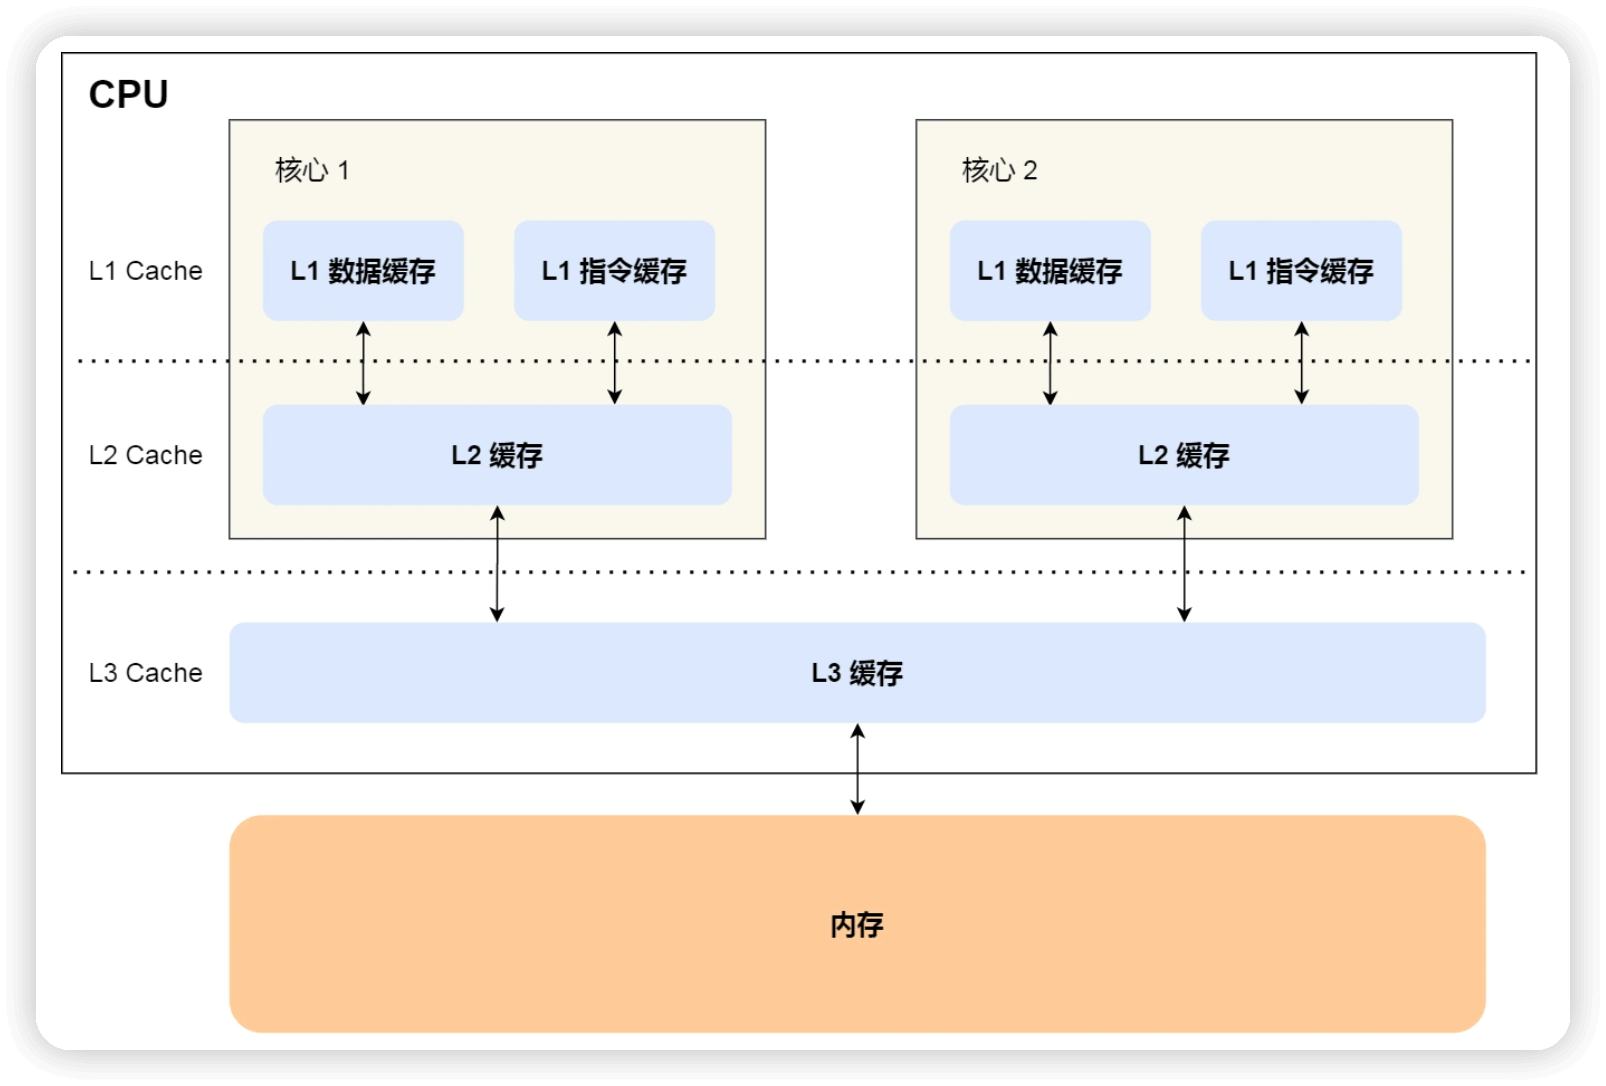 CPU
核心 1
核心 2
L1 Cache
L1 数据缓存
L1 指令缓存
L1 数据缓存
L1 指令缓存
L2 Cache
L2 缓存
L2 缓存
L3 Cache
L3 缓存
内存